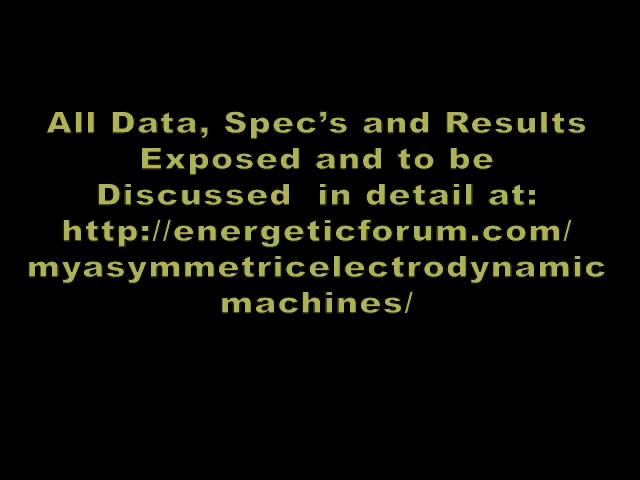 All Data, Spec’s and Results
Exposed and to be
Discussed  in detail at:
http://energeticforum.com/
myasymmetricelectrodynamic
machines/